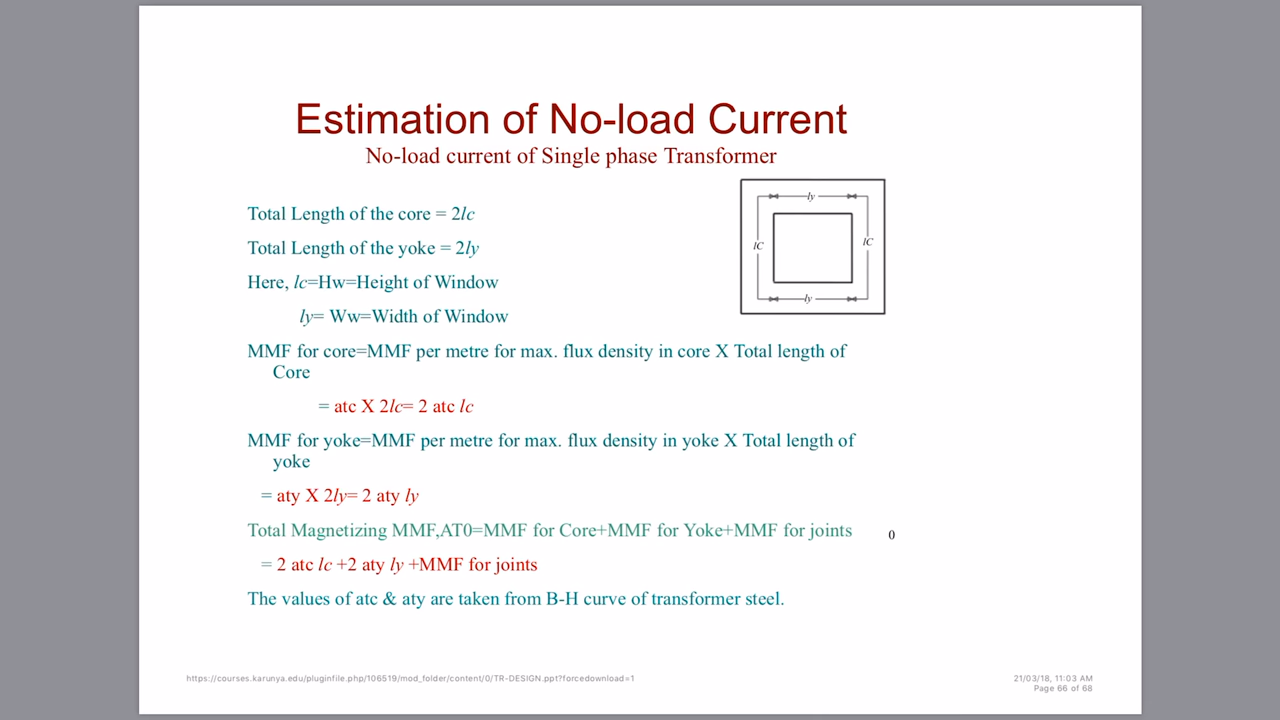 Estimation of No-load Current
No-load current of Single phase Transformer
Total Length of the core = 2lc
Total Length of the yoke = 2ly
Here, lc=Hw=Height of Window
ly= Ww=Width of Window
ly
lC
lC
ly
MMF for core=MMF per metre for max. flux density in core X Total length of
Core
= atc X 2lc= 2 atc lc
MMF for yoke=MMF per metre for max. flux density in yoke X Total length of
yoke
= aty X 2ly= 2 aty ly
Total Magnetizing MMF,AT0=MMF for Core+MMF for Yoke+MMF for joints
0
= 2 atc lc +2 aty ly +MMF for joints
The values of atc & aty are taken from B-H curve of transformer steel.
https://courses.karunya.edu/pluginfile.php/106519/mod_folder/content/0/TR-DESIGN.ppt?forcedownload=1
21/03/18, 11:03 AM
Page 66 of 68